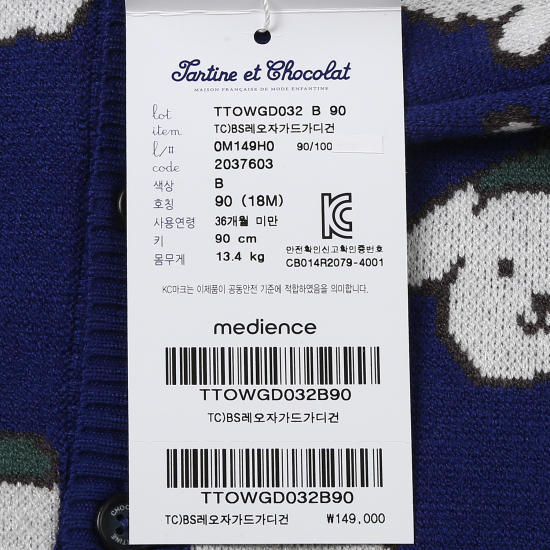 Tartine et Chocolat
MAISON FRANÇAISE DE MODE ENFANTINE
lot TTOWGD032 B 90
item TC)BS레오자가드가디건
l/# 0M149H0 90/100
code 2037603
색상 B
호칭 90 (18M)
사용연령 36개월 미만
키 90 cm
몸무게 13.4 kg
안전확인신고확인증번호
CB014R2079-4001
KC마크는 이제품이 공동안전 기준에 적합하였음을 의미합니다.
medience
TTOWGD032B90
TC)BS레오자가드가디건
TTOWGD032B90
TC)BS레오자가드가디건 ₩149,000